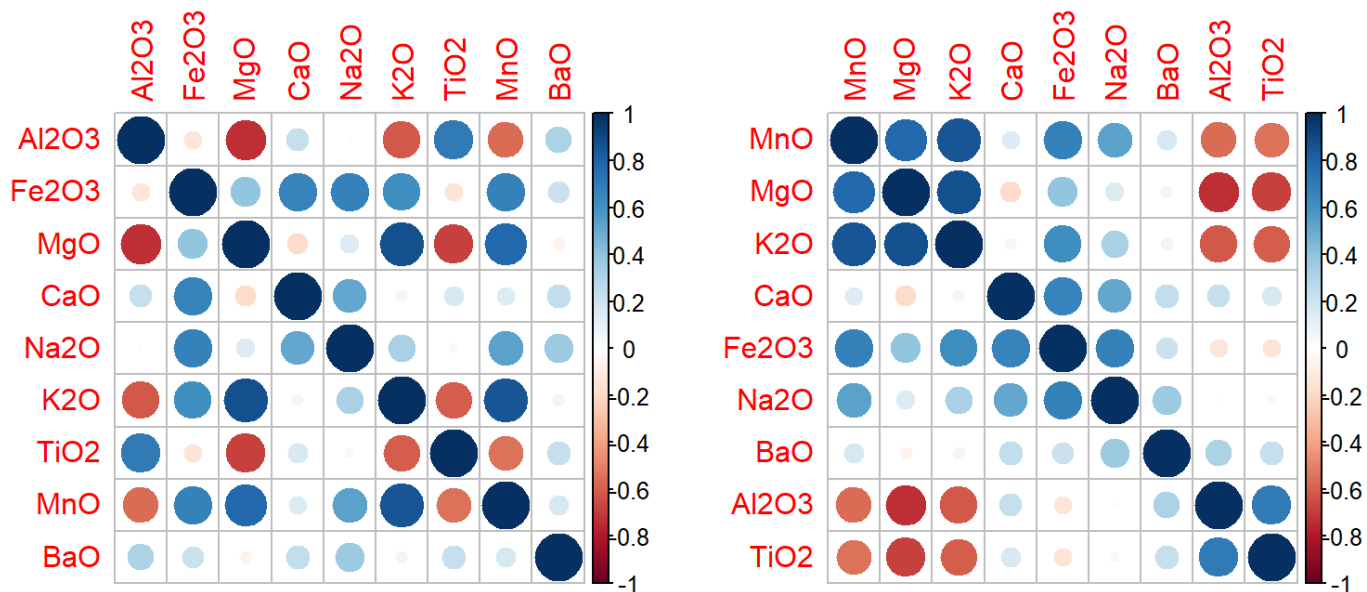 Al2O3 Fe2O3 MgO CaO Na2O K2O TiO2 MnO BaO
1
Al2O3
0.8
Fe2O3
0.6
MgO
0.4
CaO
0.2
Na2O
0
-0.2
K2O
-0.4
TiO2
-0.6
MnO
-0.8
BaO
-1
MnO MgO K2O CaO Fe2O3 Na2O BaO Al2O3 TiO2
1
MnO
0.8
MgO
0.6
K2O
0.4
CaO
0.2
Fe2O3
0
-0.2
Na2O
-0.4
BaO
-0.6
Al2O3
-0.8
TiO2
-1